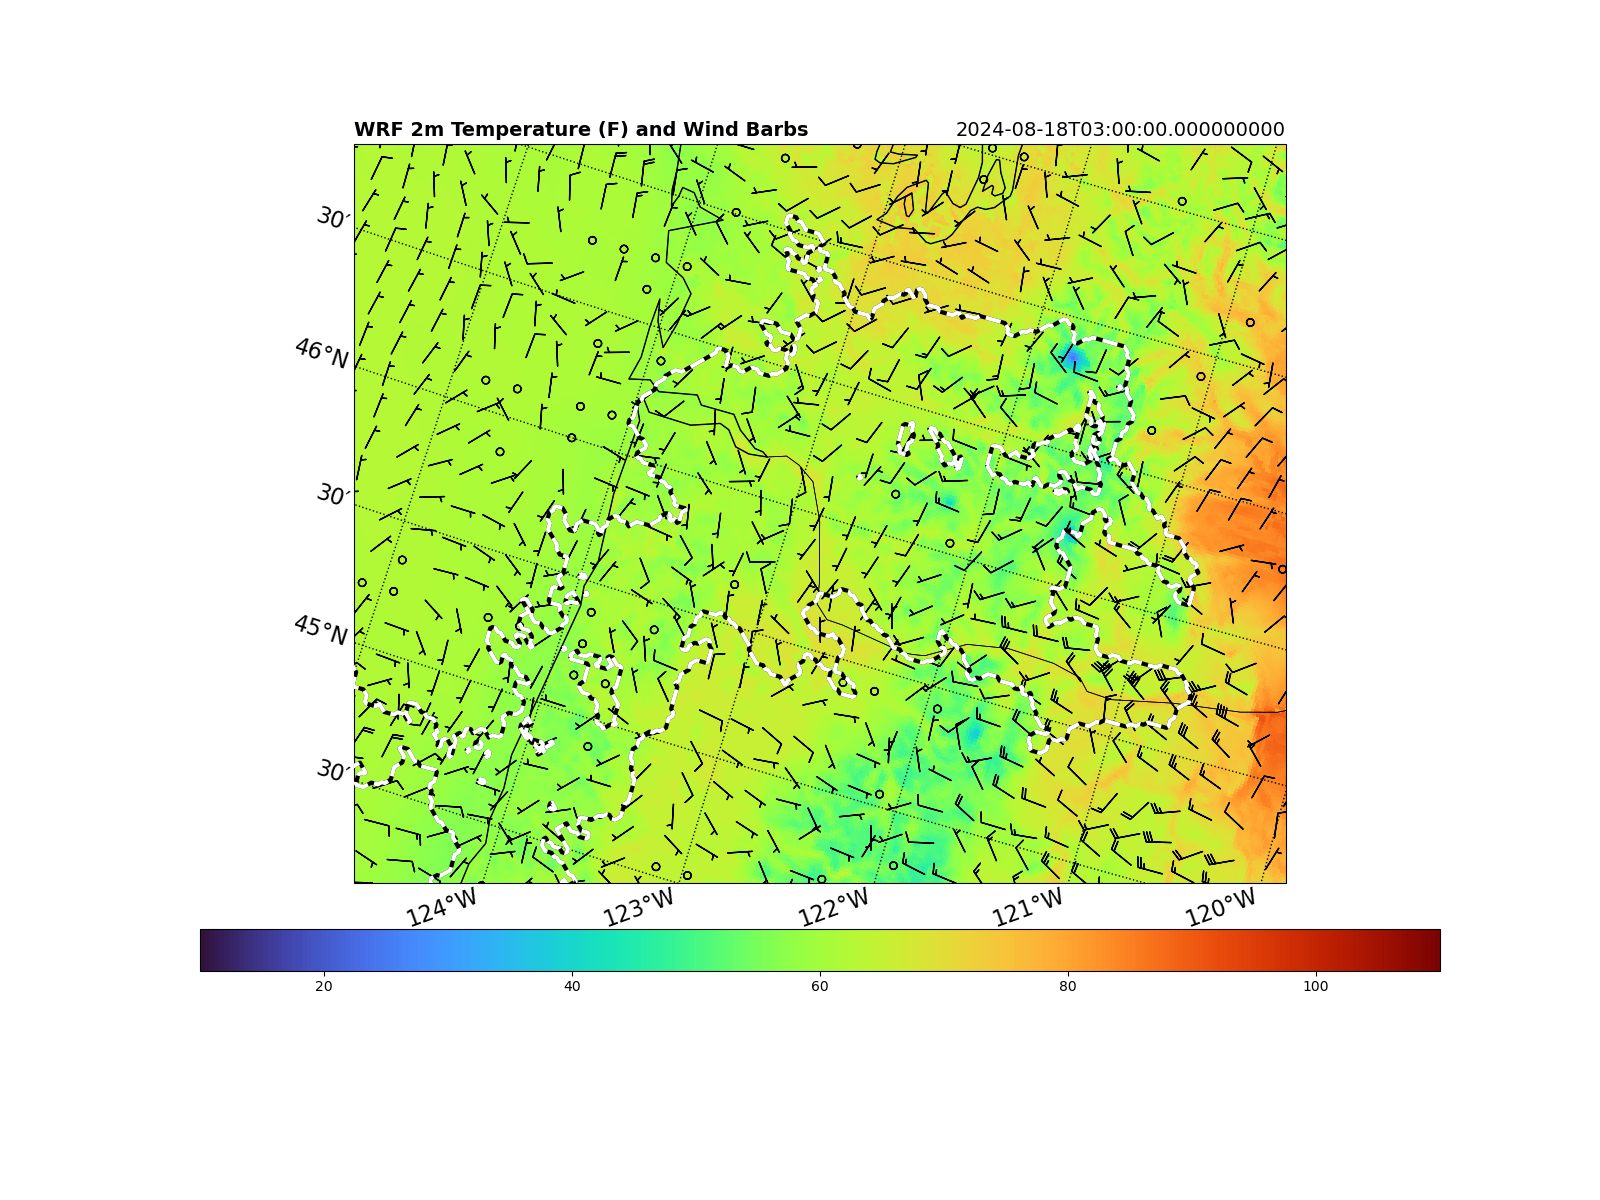 WRF 2m Temperature (F) and Wind Barbs
2024-08-18T03:00:00.000000000
30′
46°N
30′
45°N
30′
124°W
123°W
122°W
121°W
120°W
20
40
60
80
100